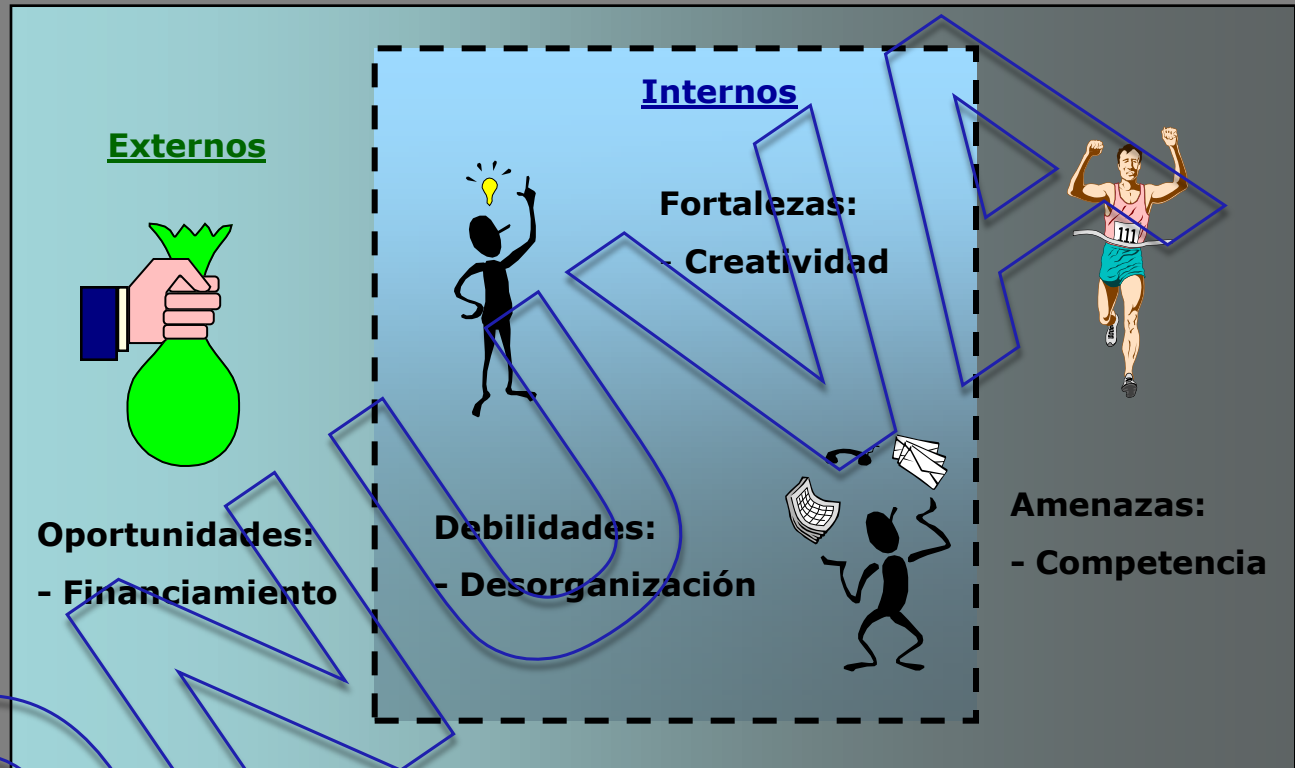 Internos
Externos
Fortalezas:
- Creatividad
111
Amenazas:
- Competencia
Oportunidades:
- Financiamiento
Debilidades:
- Desorganización